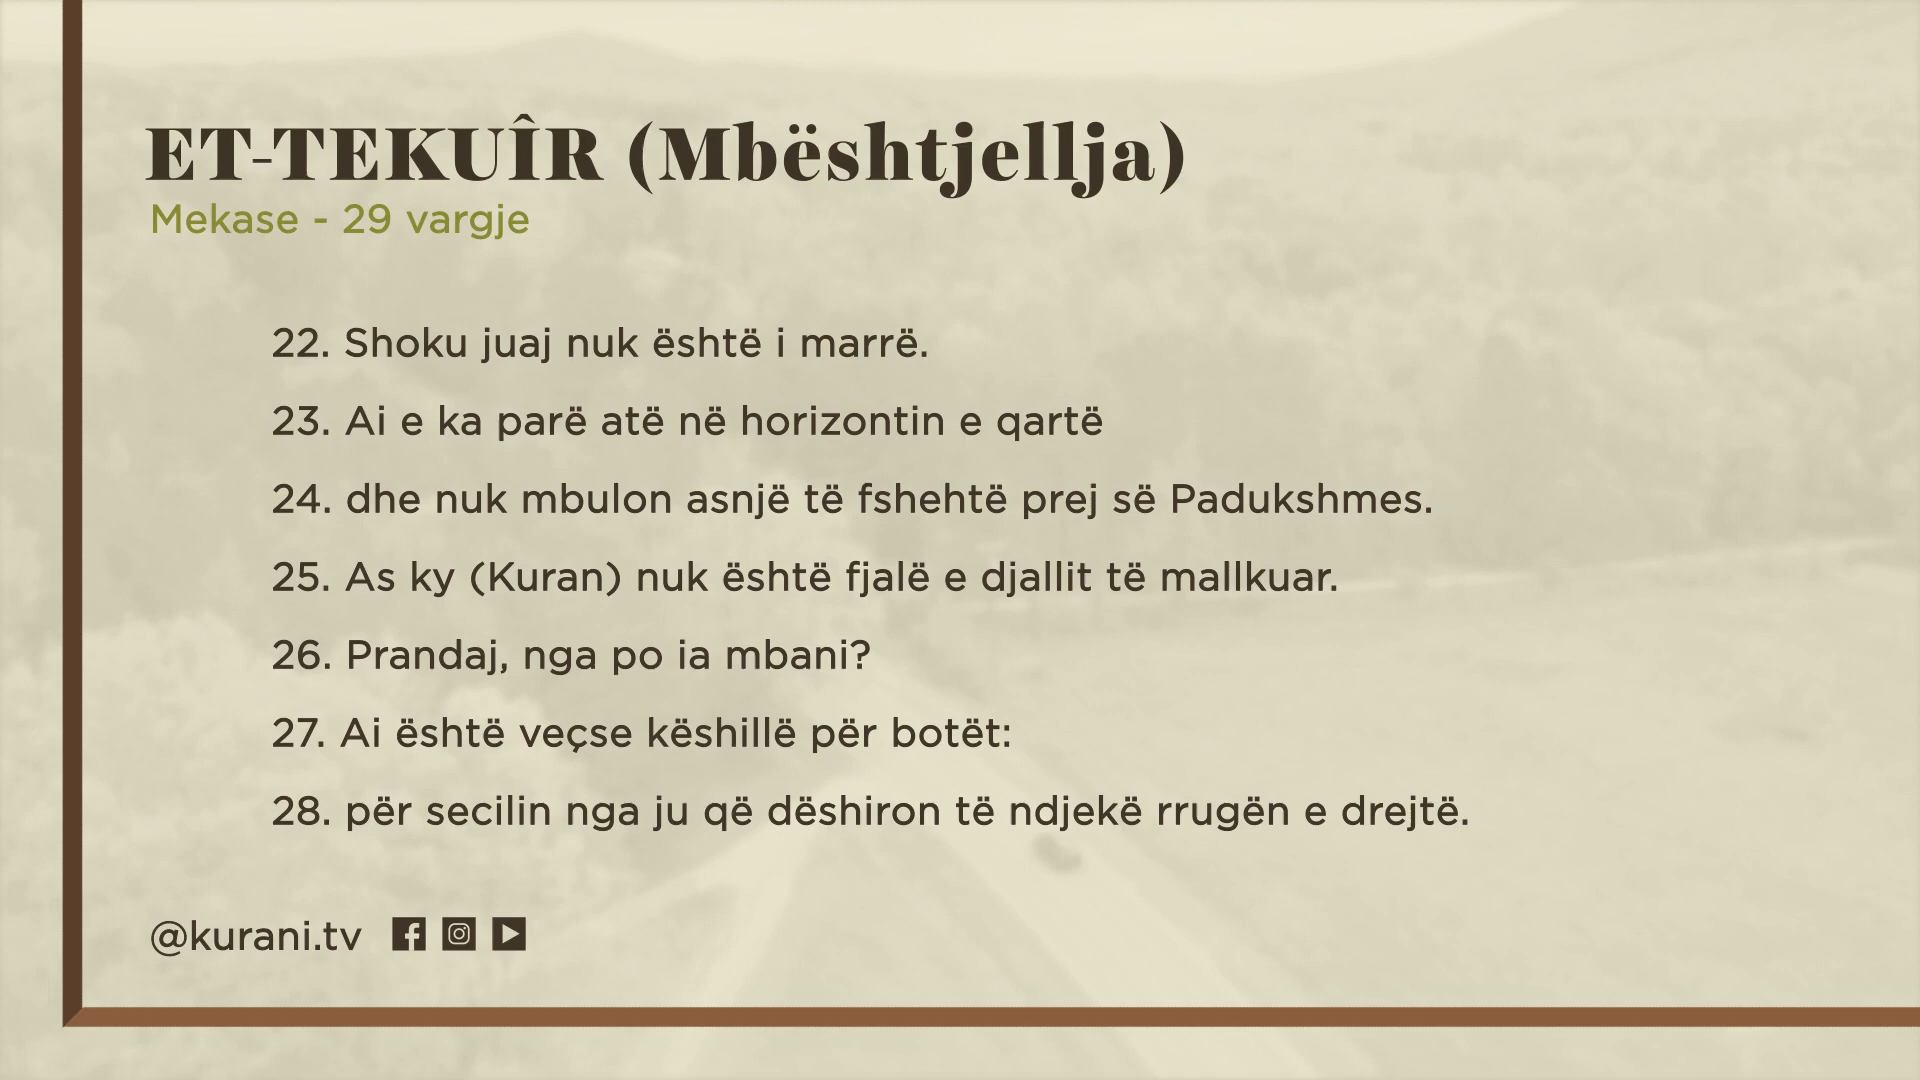 ET-TEKUÎR (Mbështjellja)
Mekase - 29 vargje
22. Shoku juaj nuk është i marrë.
23. Ai e ka parë atë në horizontin e qartë
24. dhe nuk mbulon asnjë të fshehtë prej së Padukshmes.
25. As ky (Kuran) nuk është fjalë e djallit të mallkuar.
26. Prandaj, nga po ia mbani?
27. Ai është veçse këshillë për botët:
28. për secilin nga ju që dëshiron të ndjekë rrugën e drejtë.
@kurani.tv